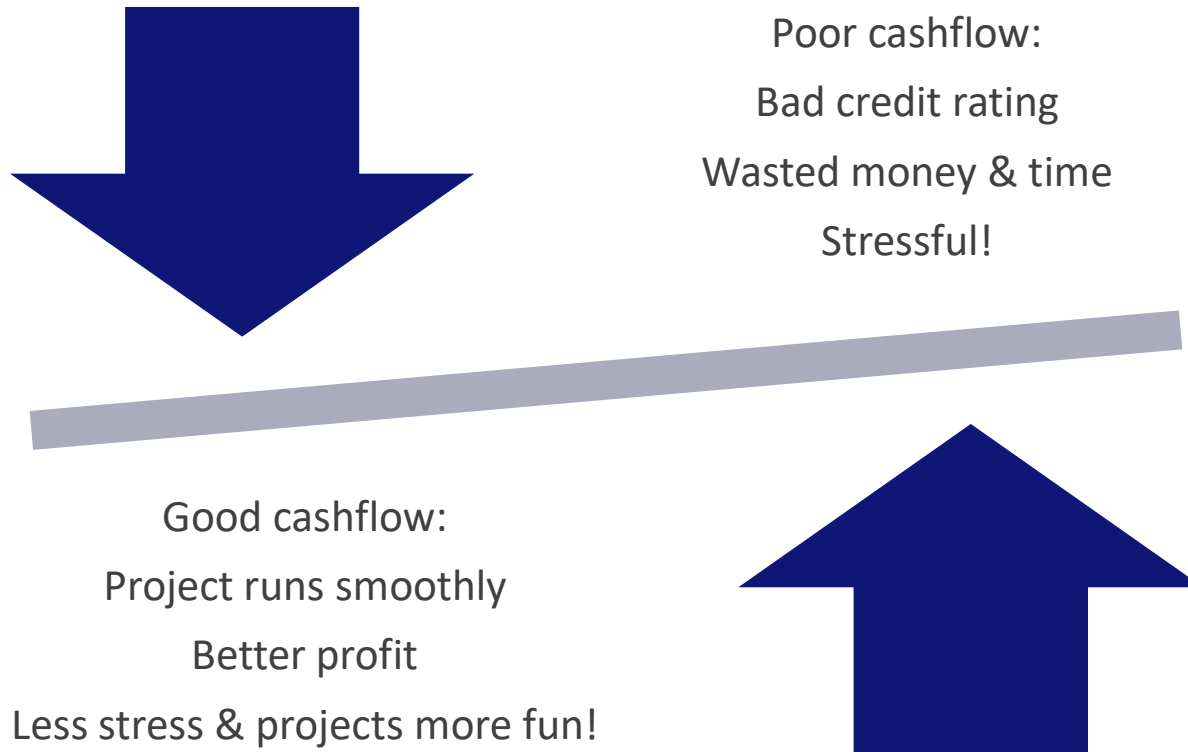 Poor cashflow:
Bad credit rating
Wasted money & time
Stressful!
Good cashflow:
Project runs smoothly
Better profit
Less stress & projects more fun!